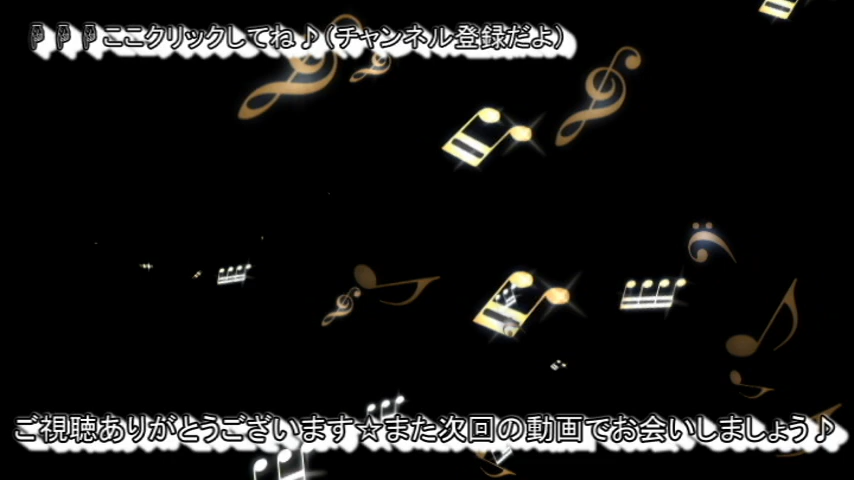 ここクリックしてね♪(チャンネル登録だよ)
ご視聴ありがとうございます☆また次回の動画でお会いしましょう♪